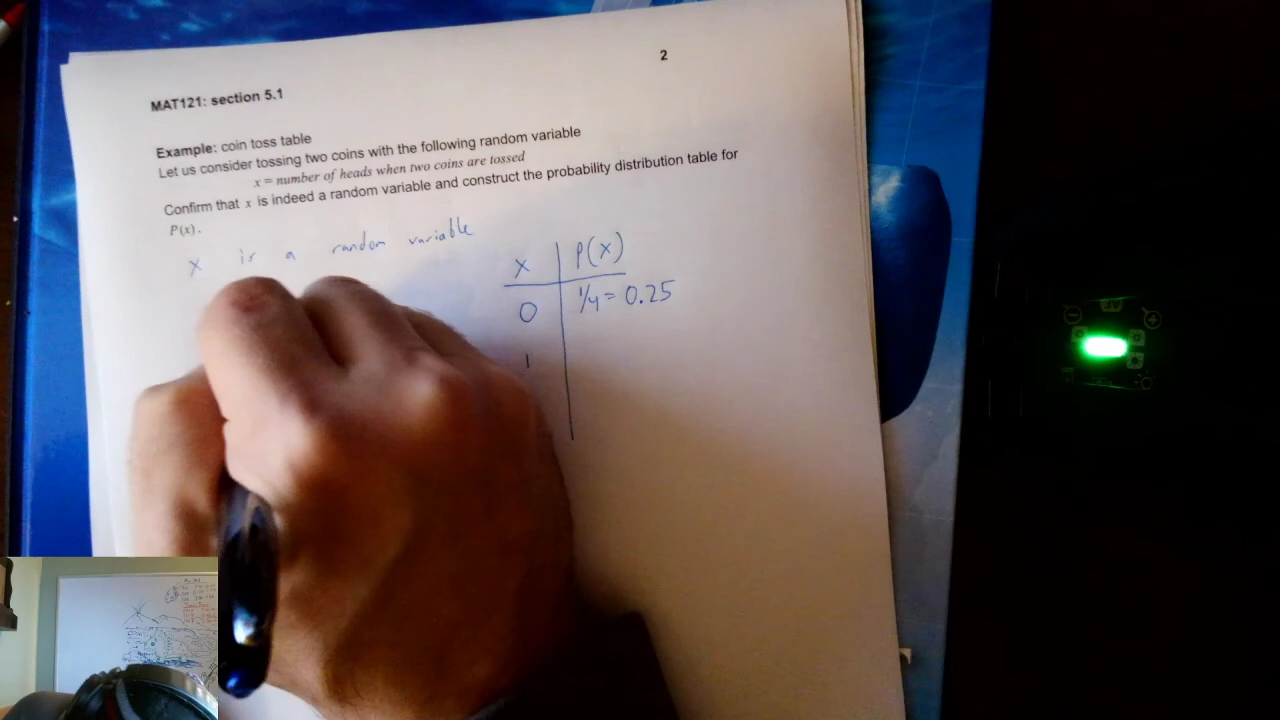 2
MAT121: section 5.1
Example: coin toss table
Let us consider tossing two coins with the following random variable
x = number of heads when two coins are tossed
Confirm that x is indeed a random variable and construct the probability distribution table for
P(x).
x is a random variable
x P(x)
0 1/4 = 0.25
1